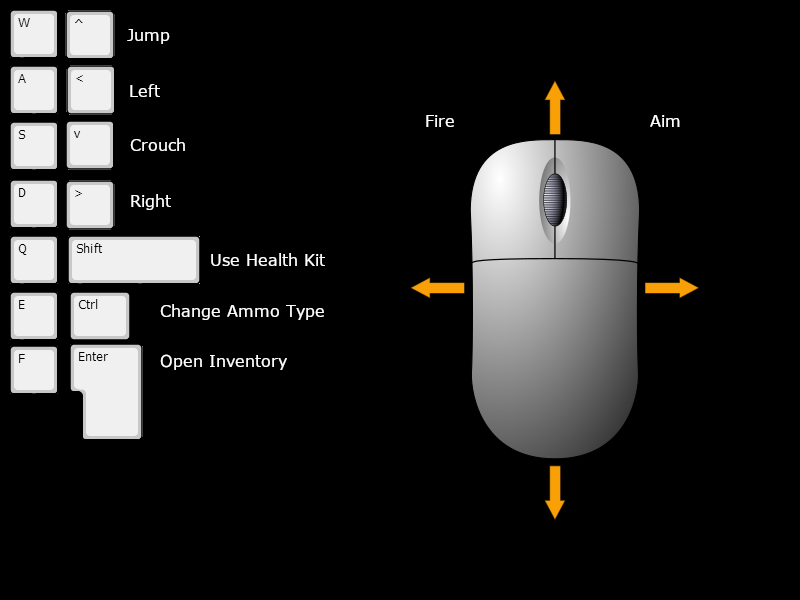 W ^ Jump
A < Left
S v Crouch
D > Right
Q Shift Use Health Kit
E Ctrl Change Ammo Type
F Enter Open Inventory
Fire Aim